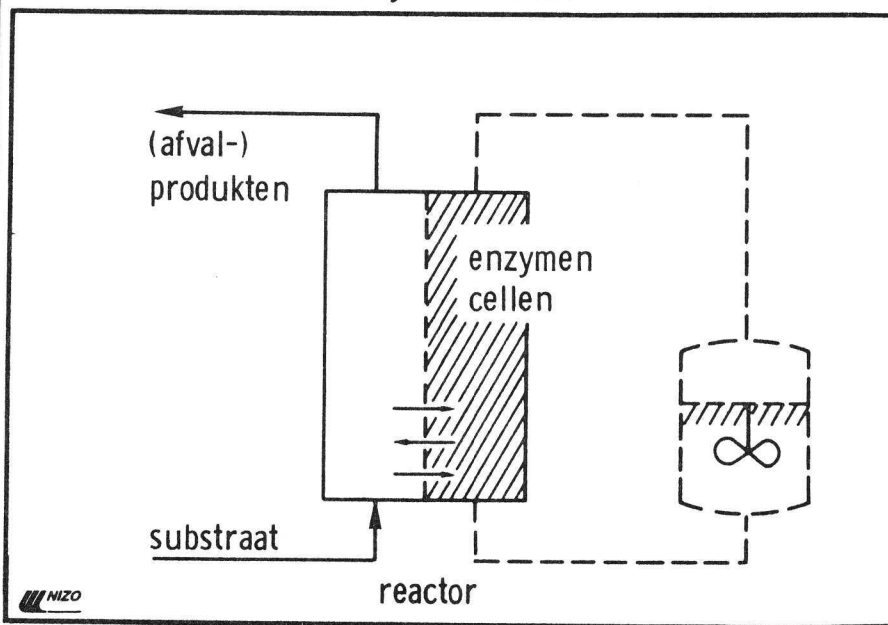 (afval-)
produkten
enzymen
cellen
substraat
reactor
NIZO